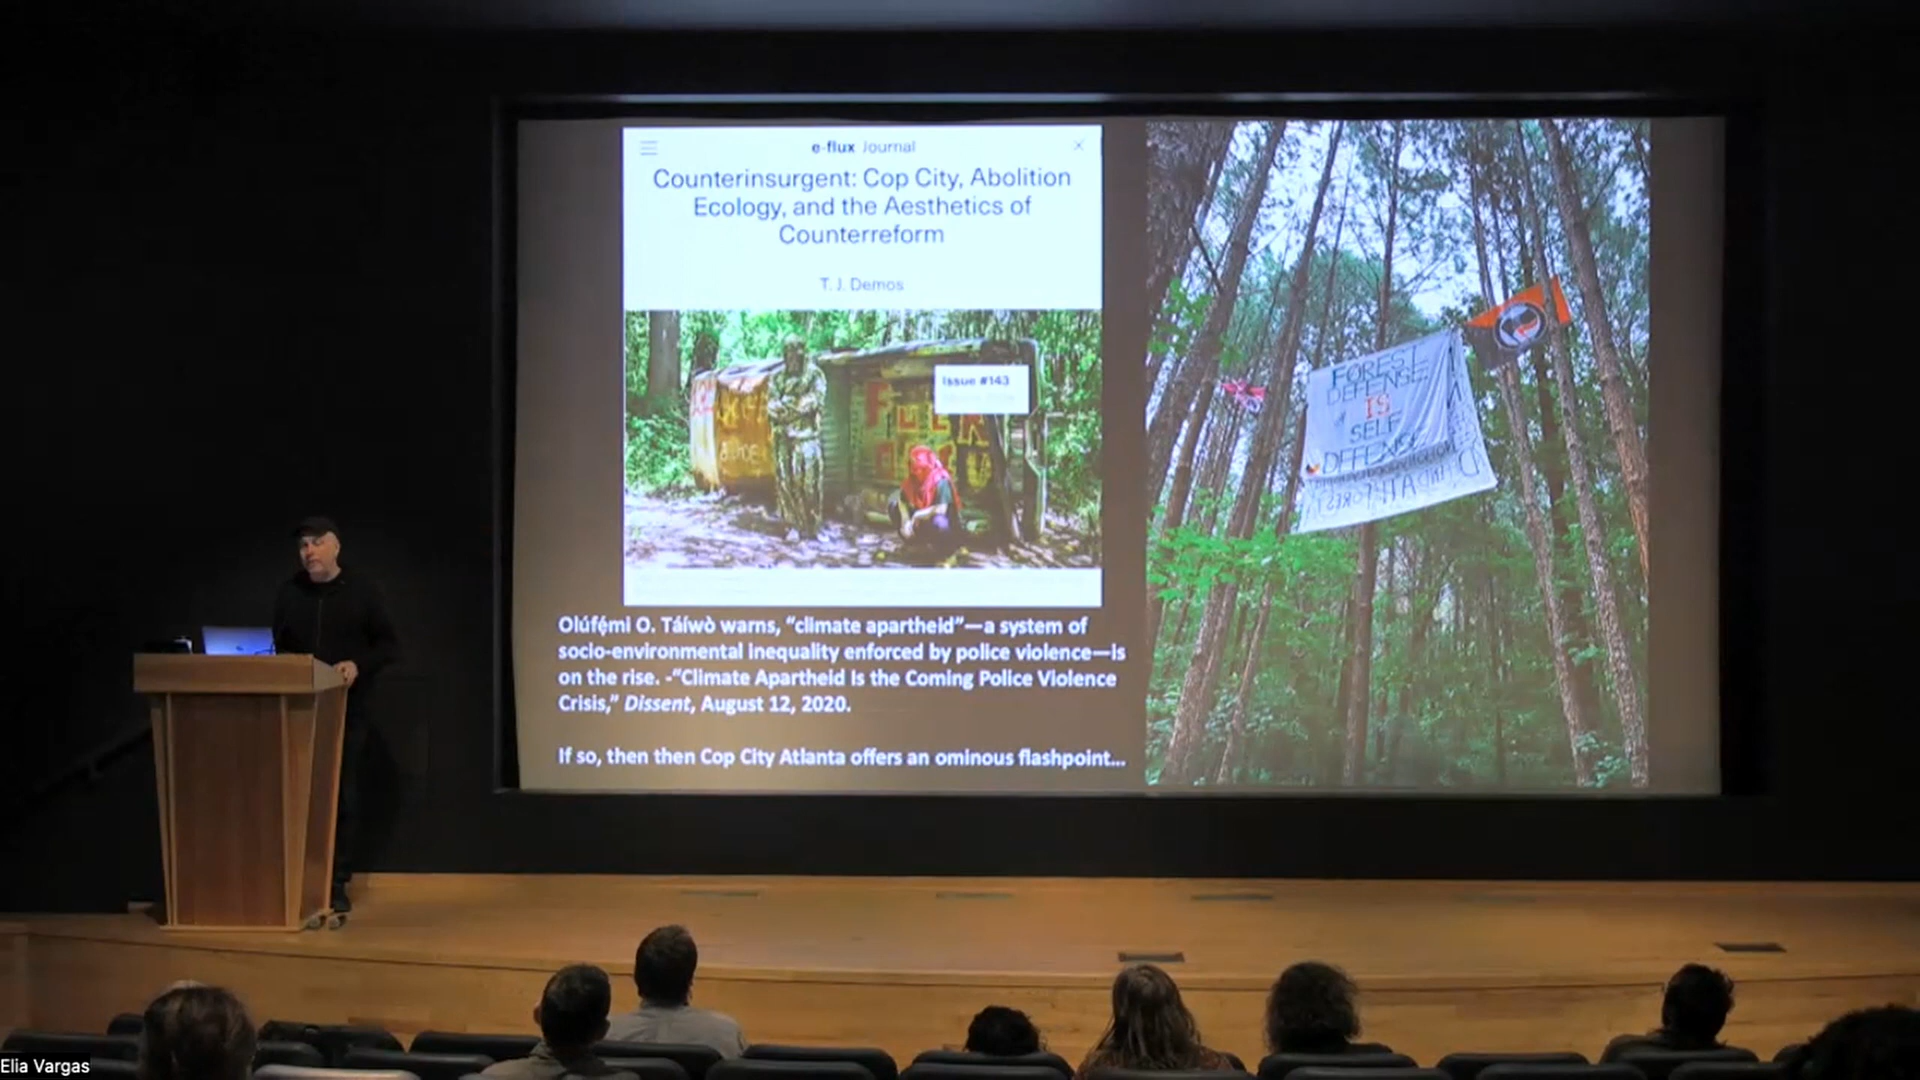 e-flux Journal
Counterinsurgent: Cop City, Abolition
Ecology, and the Aesthetics of
Counterreform
T. J. Demos
Issue #143
Olúfẹ́mi O. Táíwò warns, “climate apartheid”—a system of
socio-environmental inequality enforced by police violence—is
on the rise. -“Climate Apartheid Is the Coming Police Violence
Crisis,” Dissent, August 12, 2020.
If so, then then Cop City Atlanta offers an ominous flashpoint...
FOREST
DEFENSE
IS
SELF
DEFENSE
Elia Vargas